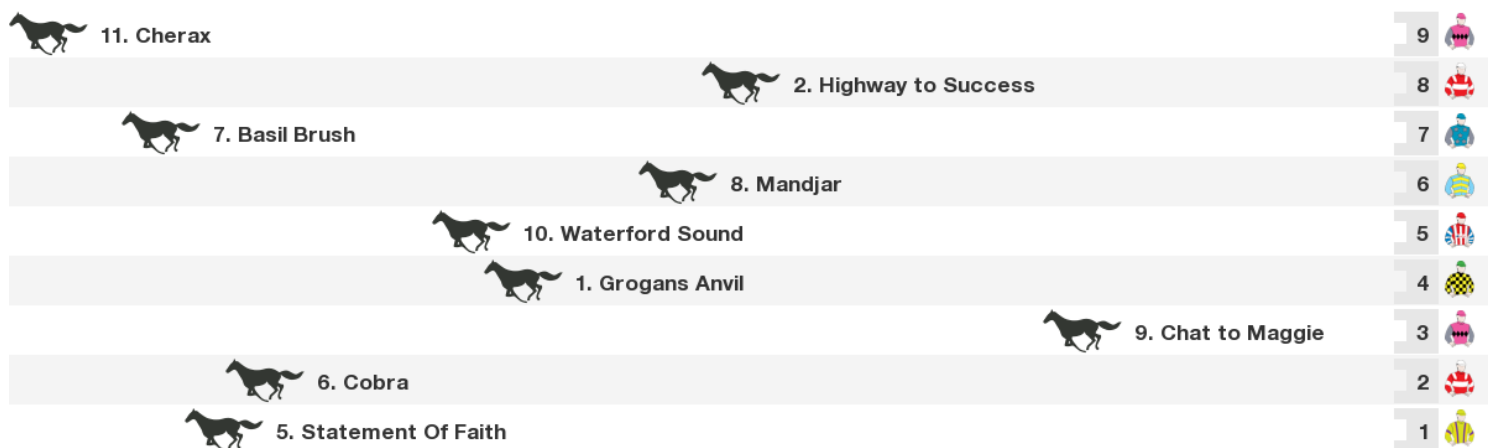 11. Cherax 9
2. Highway to Success 8
7. Basil Brush 7
8. Mandjar 6
10. Waterford Sound 5
1. Grogans Anvil 4
9. Chat to Maggie 3
6. Cobra 2
5. Statement Of Faith 1